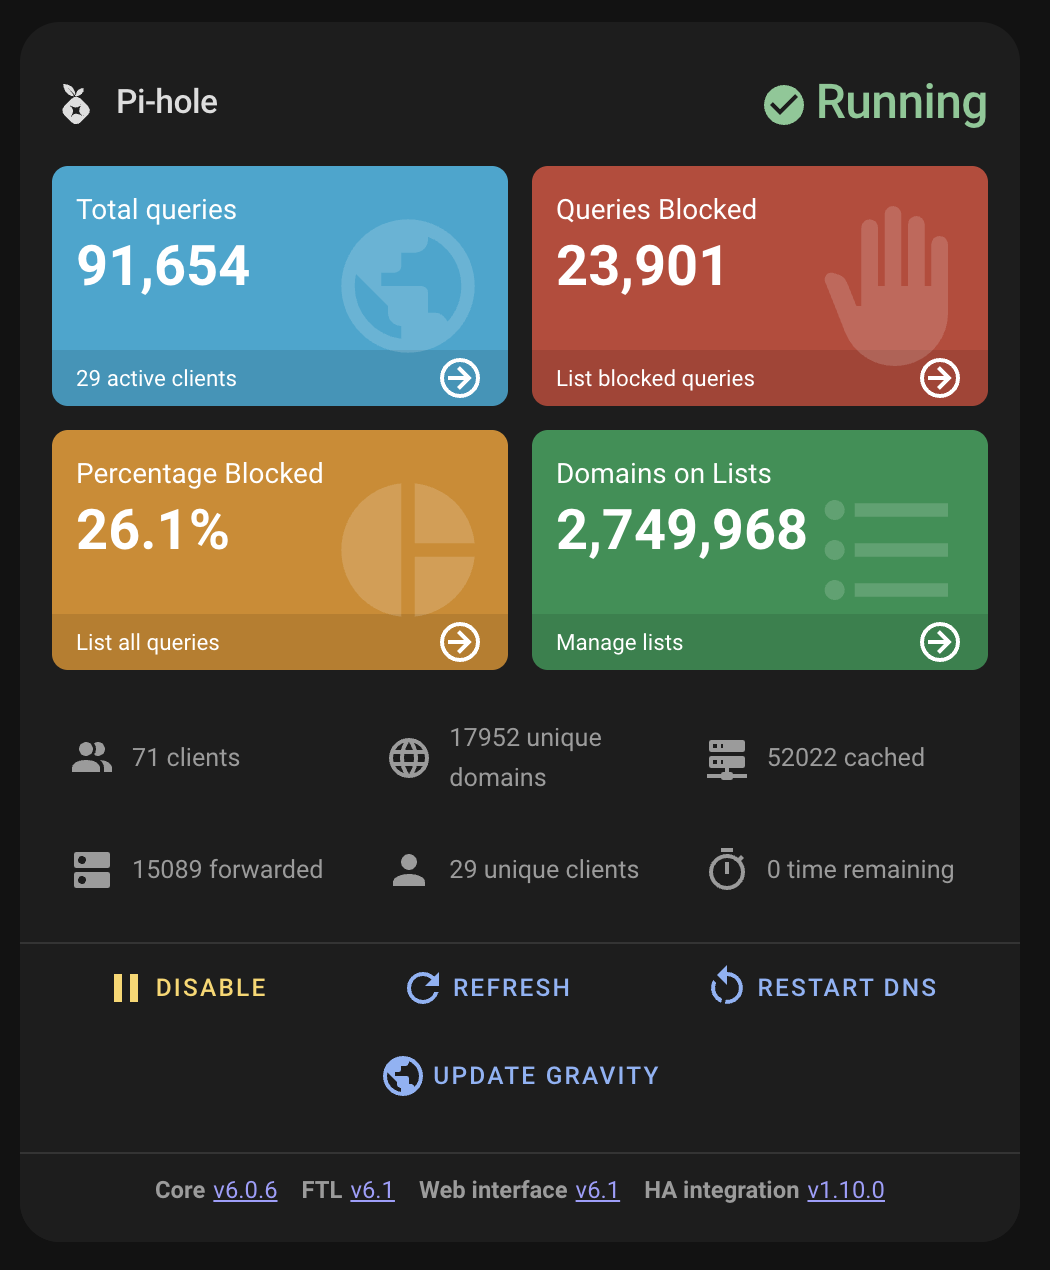 Pi-hole
Running
Total queries
91,654
29 active clients
Queries Blocked
23,901
List blocked queries
Percentage Blocked
26.1%
List all queries
Domains on Lists
2,749,968
Manage lists
71 clients
17952 unique
domains
52022 cached
15089 forwarded
29 unique clients
0 time remaining
DISABLE
REFRESH
RESTART DNS
UPDATE GRAVITY
Core v6.0.6 FTL v6.1 Web interface v6.1 HA integration v1.10.0